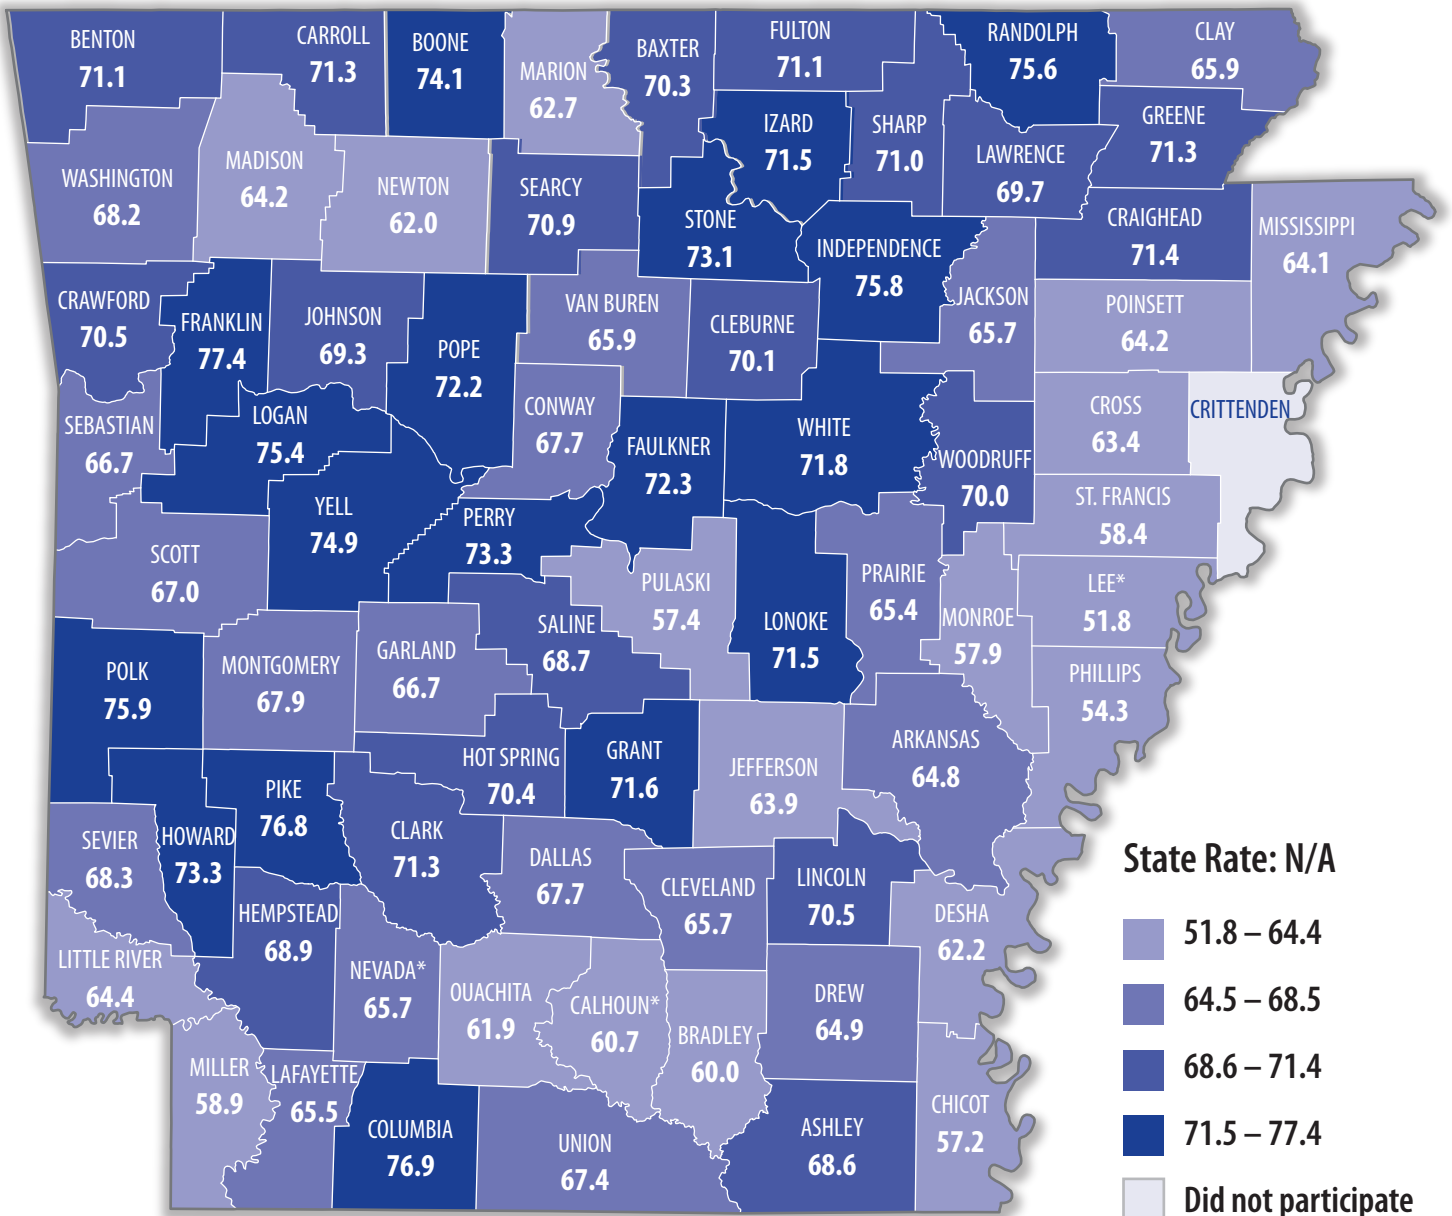 BENTON
71.1
CARROLL
71.3
BOONE
74.1
MARION
62.7
BAXTER
70.3
FULTON
71.1
RANDOLPH
75.6
CLAY
65.9
IZARD
71.5
SHARP
71.0
LAWRENCE
69.7
GREENE
71.3
WASHINGTON
68.2
MADISON
64.2
NEWTON
62.0
SEARCY
70.9
STONE
73.1
INDEPENDENCE
75.8
CRAIGHEAD
71.4
MISSISSIPPI
64.1
CRAWFORD
70.5
FRANKLIN
77.4
JOHNSON
69.3
POPE
72.2
VAN BUREN
65.9
CLEBURNE
70.1
JACKSON
65.7
POINSETT
64.2
SEBASTIAN
66.7
LOGAN
75.4
CONWAY
67.7
FAULKNER
72.3
WHITE
71.8
WOODRUFF
70.0
CROSS
63.4
CRITTENDEN
YELL
74.9
PERRY
73.3
ST. FRANCIS
58.4
SCOTT
67.0
PULASKI
57.4
LONOKE
71.5
PRAIRIE
65.4
MONROE
57.9
LEE*
51.8
POLK
75.9
MONTGOMERY
67.9
GARLAND
66.7
SALINE
68.7
PHILLIPS
54.3
HOT SPRING
70.4
GRANT
71.6
JEFFERSON
63.9
ARKANSAS
64.8
SEVIER
68.3
HOWARD
73.3
PIKE
76.8
CLARK
71.3
DALLAS
67.7
CLEVELAND
65.7
LINCOLN
70.5
DESHA
62.2
LITTLE RIVER
64.4
HEMPSTEAD
68.9
NEVADA*
65.7
OUACHITA
61.9
CALHOUN*
60.7
BRADLEY
60.0
DREW
64.9
MILLER
58.9
LAFAYETTE
65.5
COLUMBIA
76.9
UNION
67.4
ASHLEY
68.6
CHICOT
57.2
State Rate: N/A
51.8 – 64.4
64.5 – 68.5
68.6 – 71.4
71.5 – 77.4
Did not participate